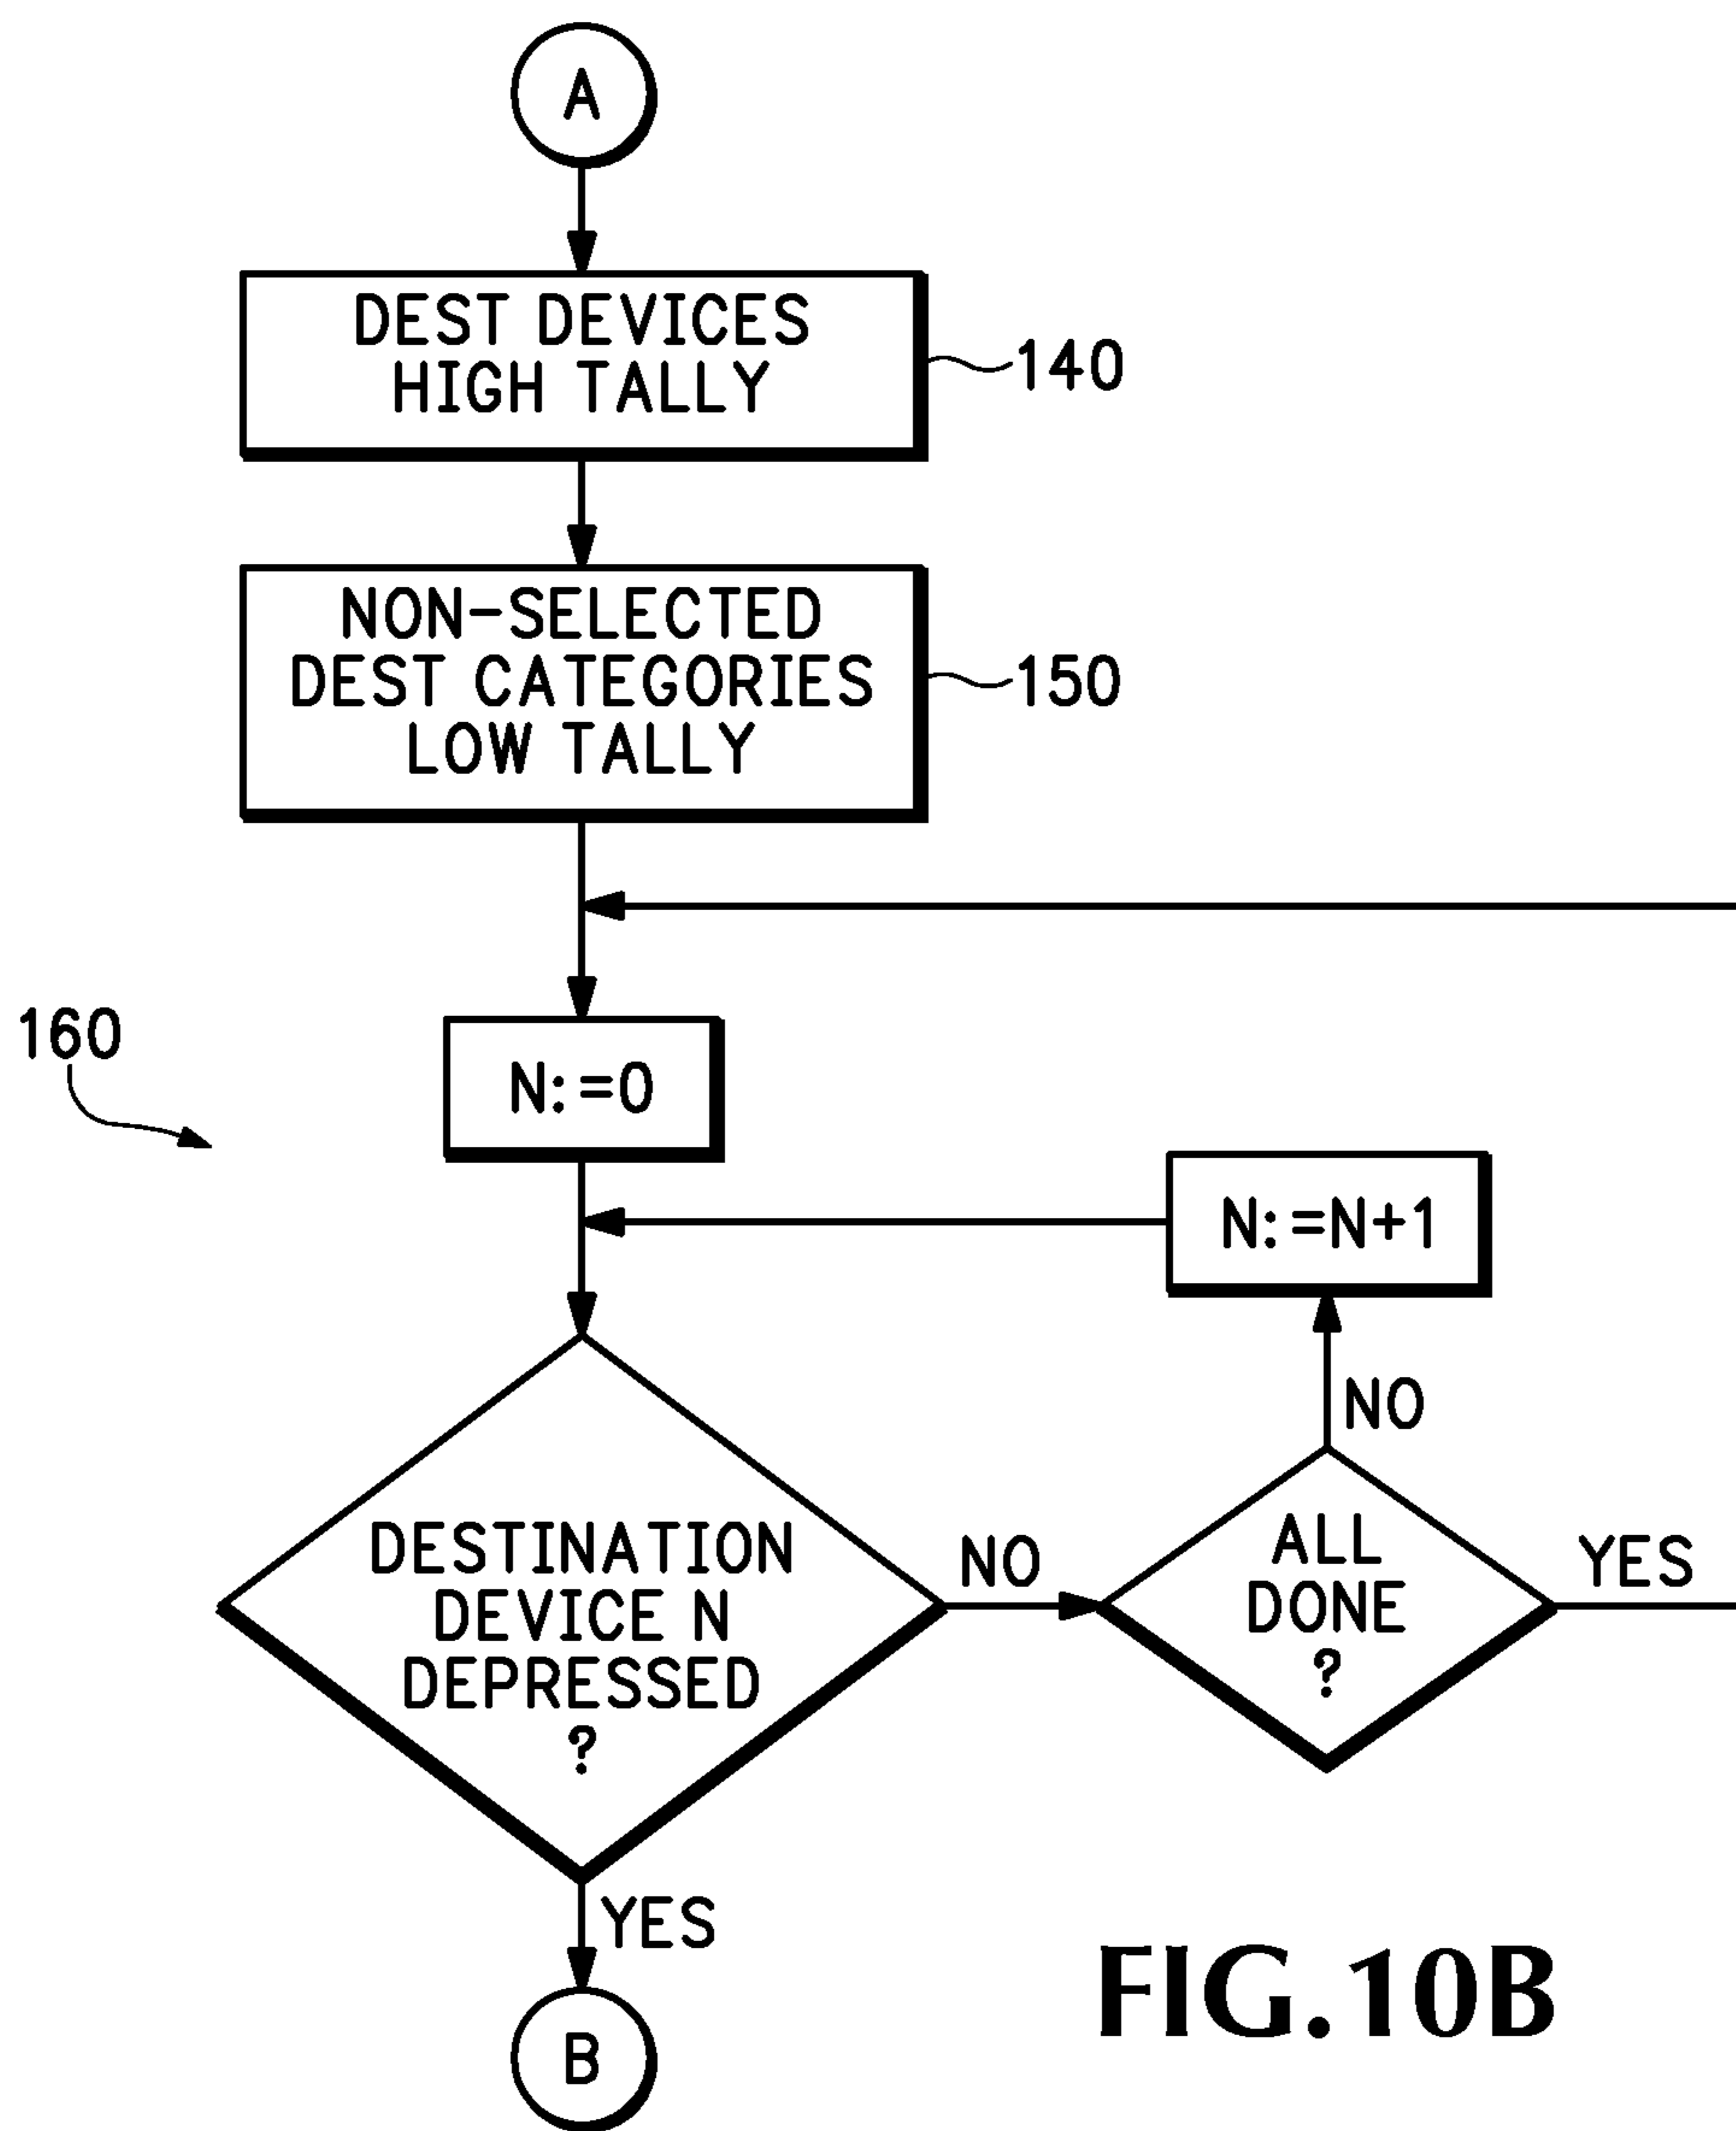 A
DEST DEVICES
HIGH TALLY
140
NON-SELECTED
DEST CATEGORIES
LOW TALLY
150
160
N:=0
N:=N+1
NO
DESTINATION
DEVICE N
DEPRESSED
?
NO
ALL
DONE
?
YES
YES
B
FIG.10B